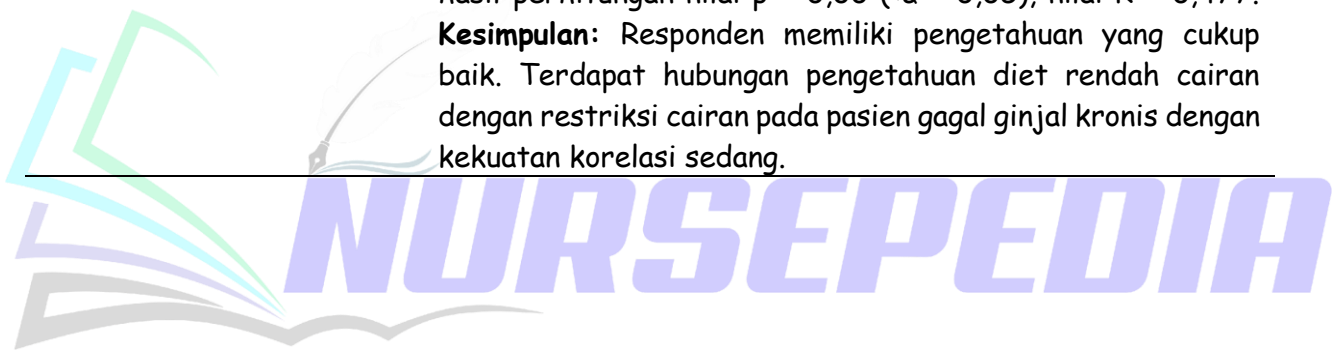 Kesimpulan: Responden memiliki pengetahuan yang cukup
baik. Terdapat hubungan pengetahuan diet rendah cairan
dengan restriksi cairan pada pasien gagal ginjal kronis dengan
kekuatan korelasi sedang.
NURSEPEDIA